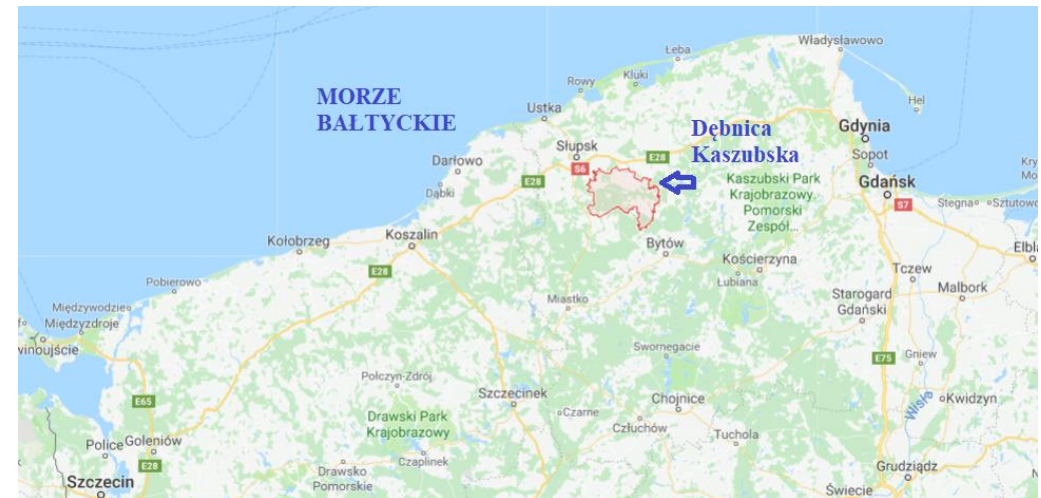 Władysławowo
Łeba
Rowy
Kluki
MORZE
BAŁTYCKIE
Hel
Ustka
Dębnica
Kaszubska
Gdynia
Słupsk
Sopot
E28
Darłowo
S6
Kaszubski Park
Krajobrazowy.
Pomorski
Zespół...
Gdańsk
E28
Dąbki
S7
Stegna
Sztutowo
Kołobrzeg
Koszalin
Bytów
Kościerzyna
E28
Tczew
Lubiana
Pobierowo
Malbork
Starogard
Gdański
Miastko
Międzywodzie
Międzyzdroje
Swornegacie
E75
Gniew
Połczyn-Zdrój
Szczecinek
Chojnice
Wisła
Kwidzyn
E65
Drawski Park
Krajobrazowy
Czarne
Człuchów
Tuchola
Police
Goleniów
Czaplinek
E28
Drawsko
Pomorskie
Grudziądz
Szczecin
Świecie